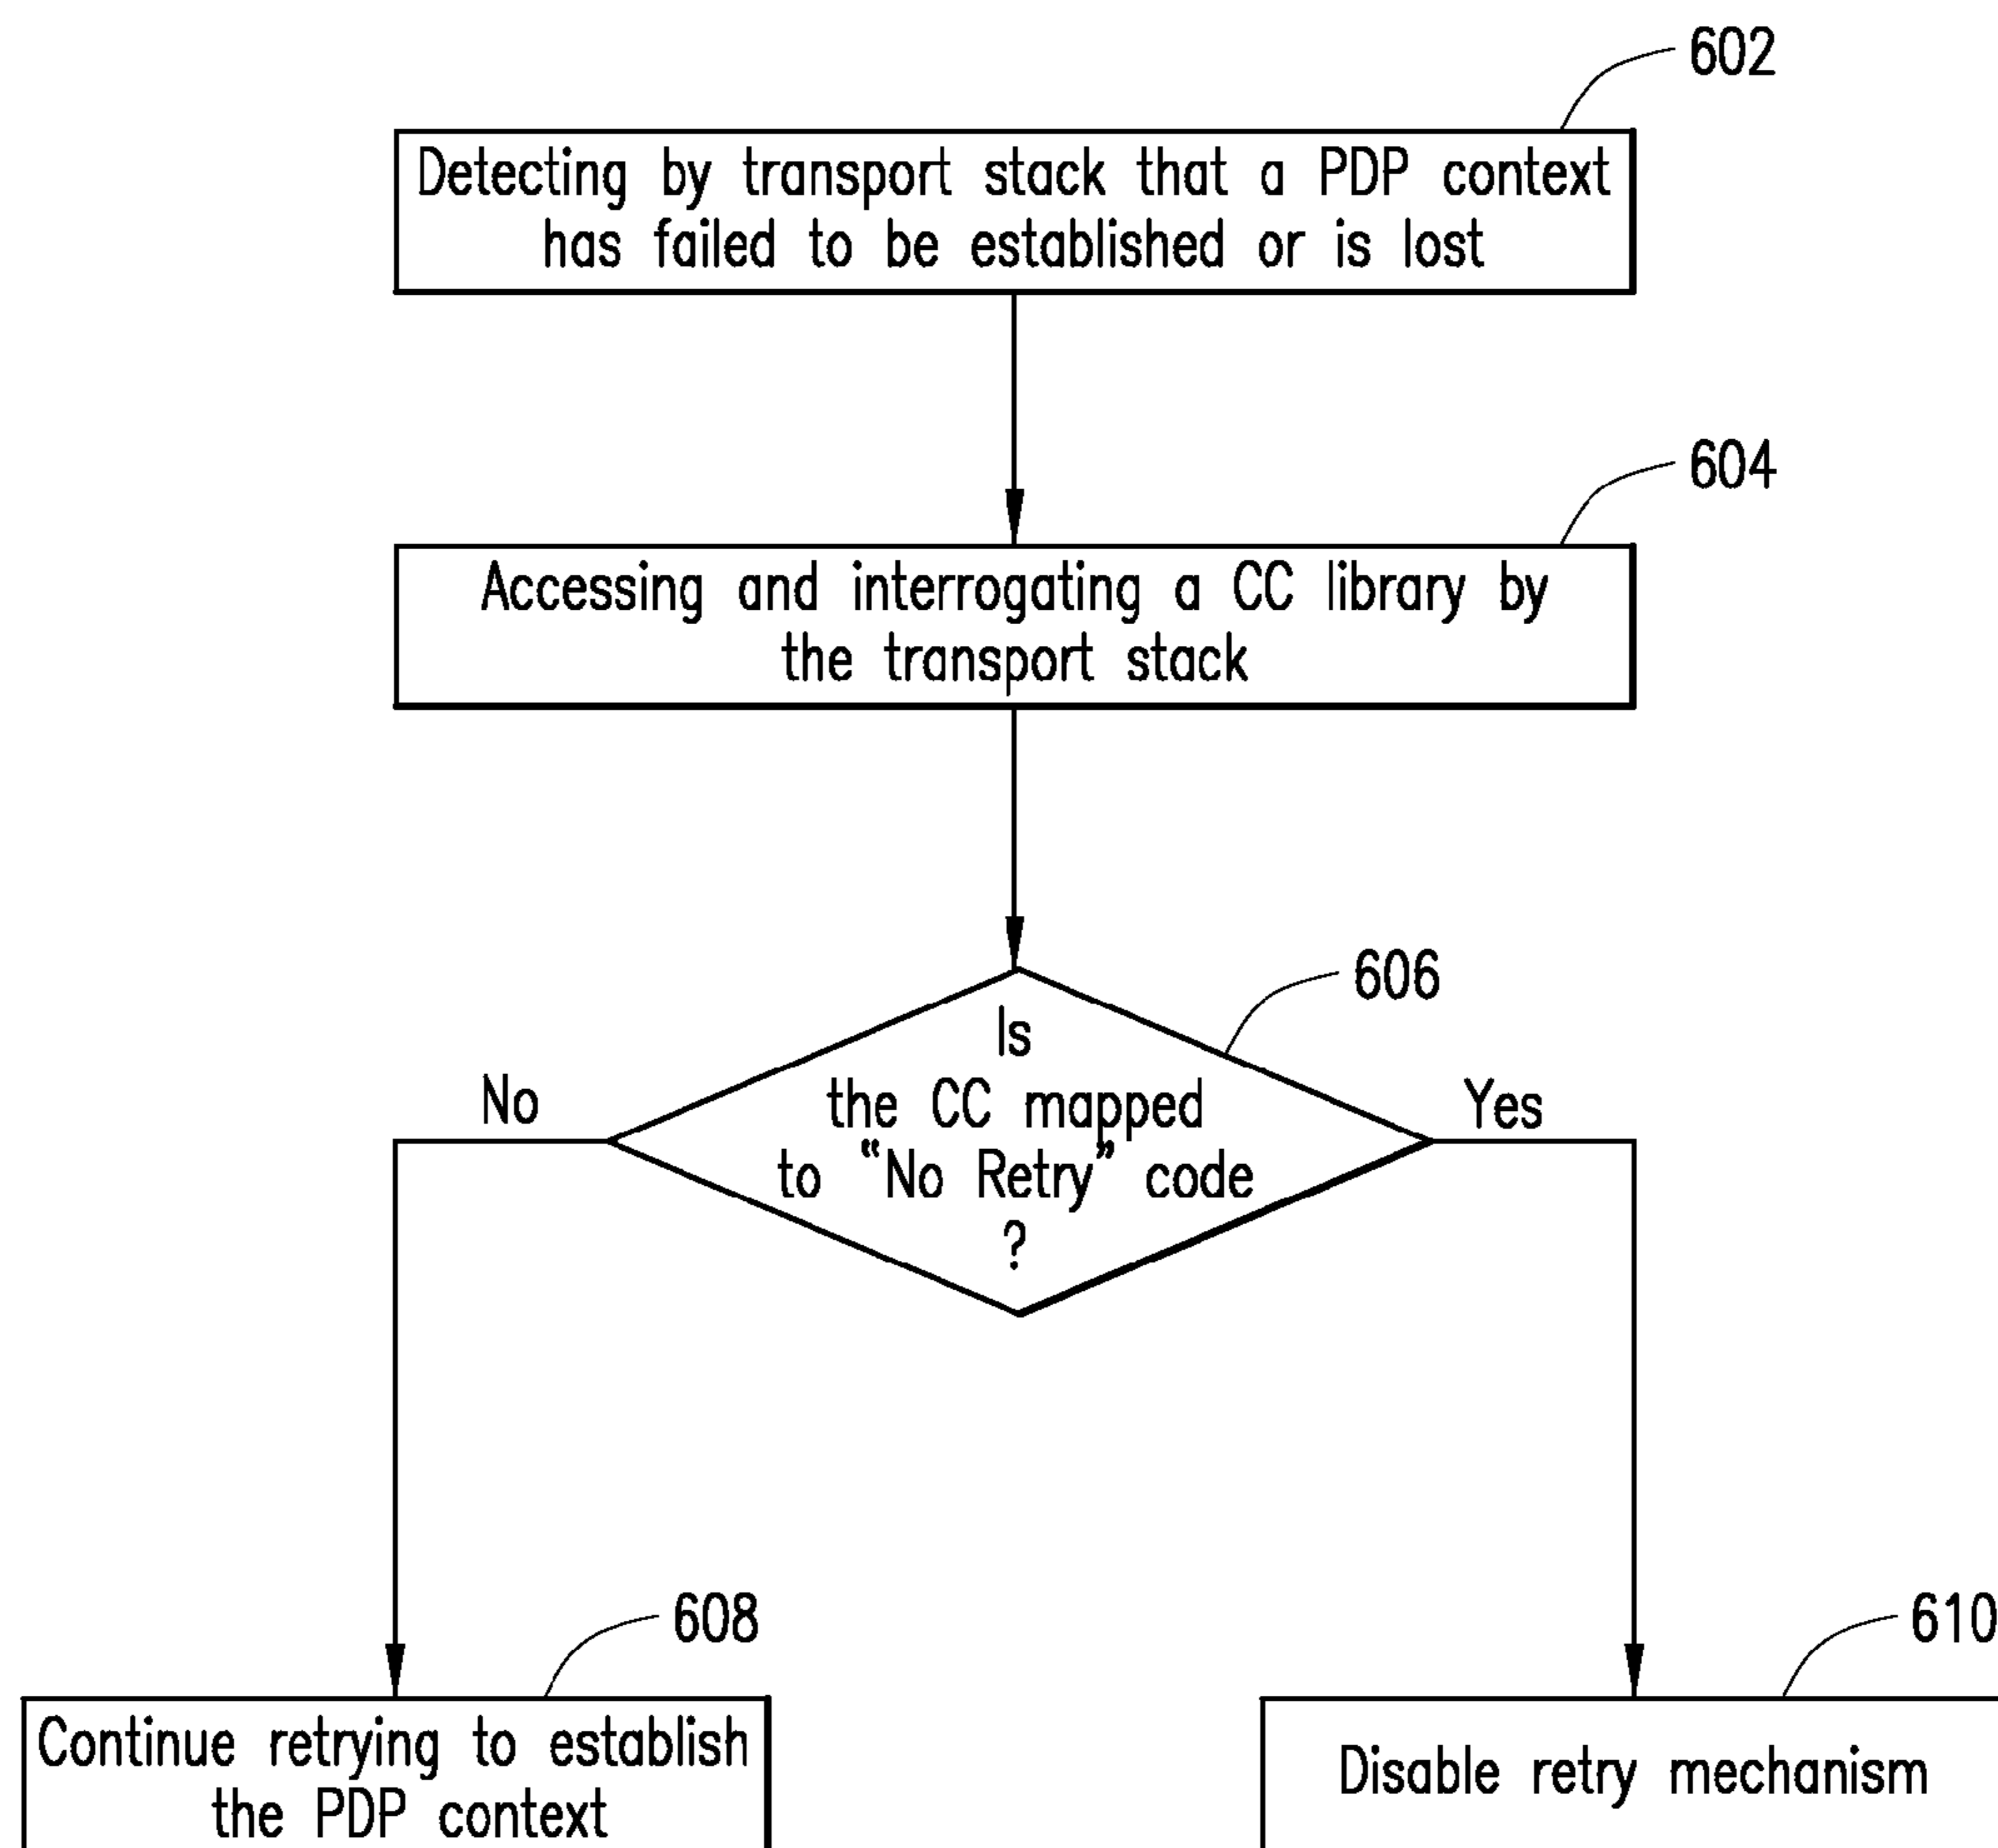 602
Detecting by transport stack that a PDP context
has failed to be established or is lost
604
Accessing and interrogating a CC library by
the transport stack
606
Is
the CC mapped
to “No Retry” code
?
No
Yes
608
Continue retrying to establish
the PDP context
610
Disable retry mechanism